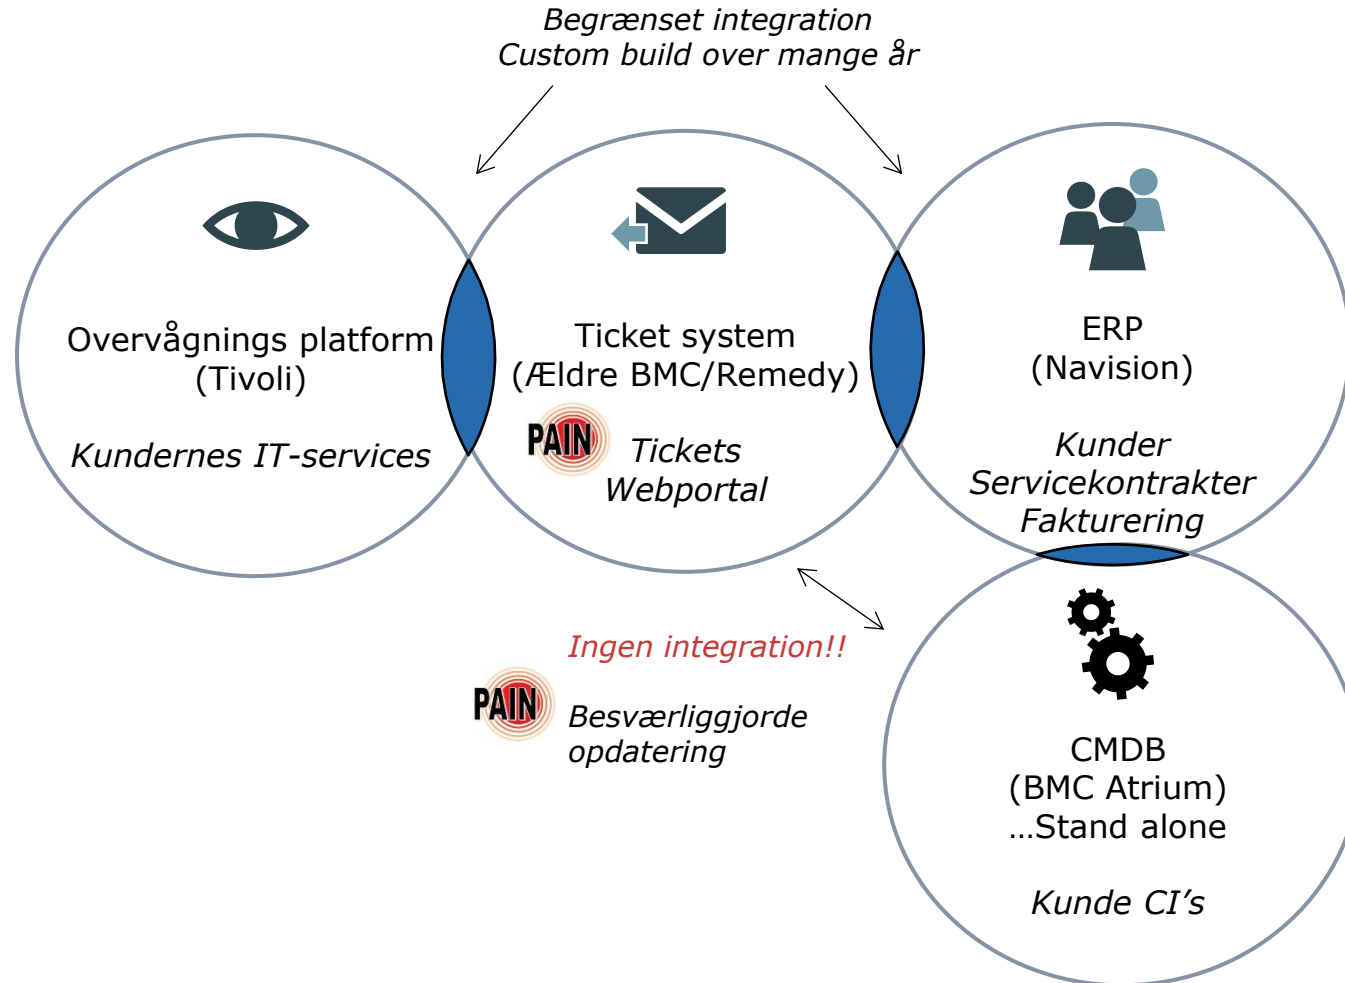 Begrænset integration
Custom build over mange år
Overvågnings platform
(Tivoli)
Kundernes IT-services
Ticket system
(Ældre BMC/Remedy)
PAIN
Tickets
Webportal
ERP
(Navision)
Kunder
Servicekontrakter
Fakturering
Ingen integration!!
PAIN
Besværliggjorde
opdatering
CMDB
(BMC Atrium)
...Stand alone
Kunde CI’s